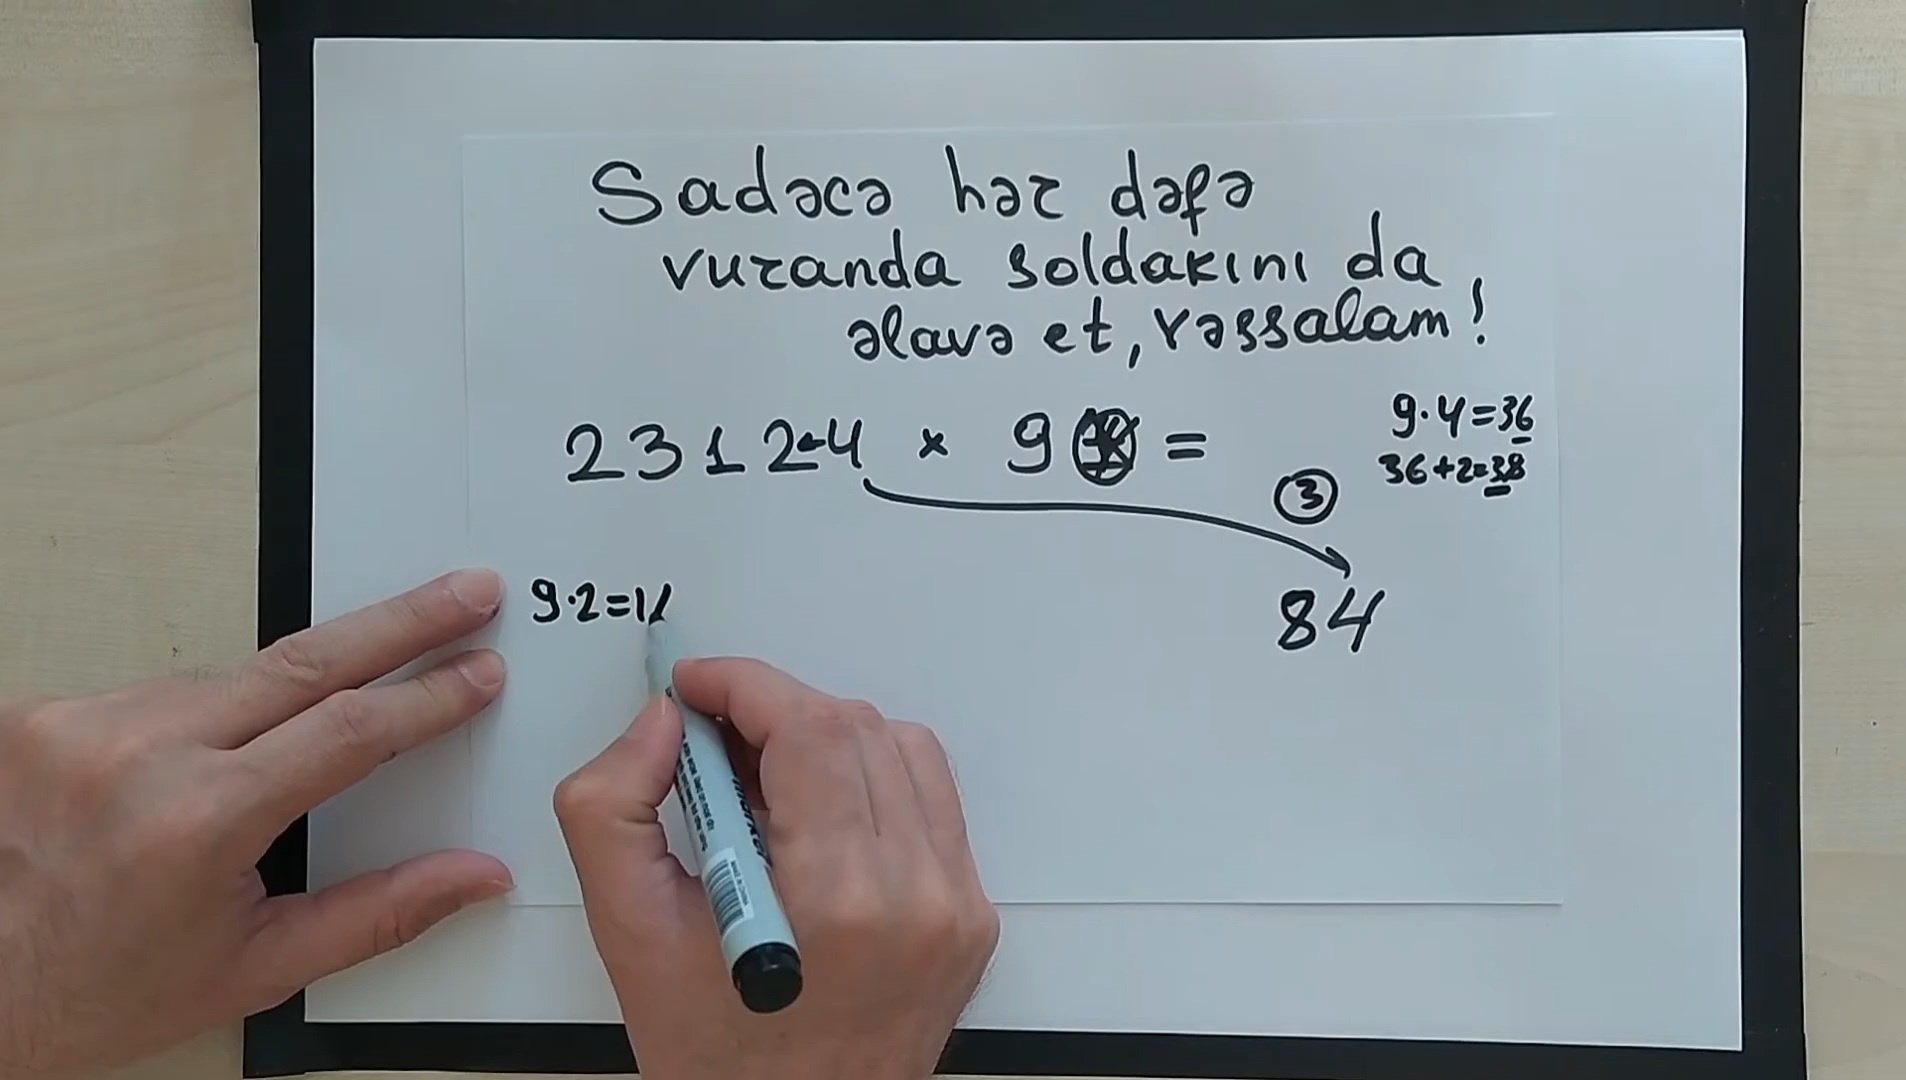 Sadəcə hər dəfə
vuranda soldakını da
əlavə et, vəssalam!
23124 × 9 =
9·4=36
36+2=38
3
84
9·2=1